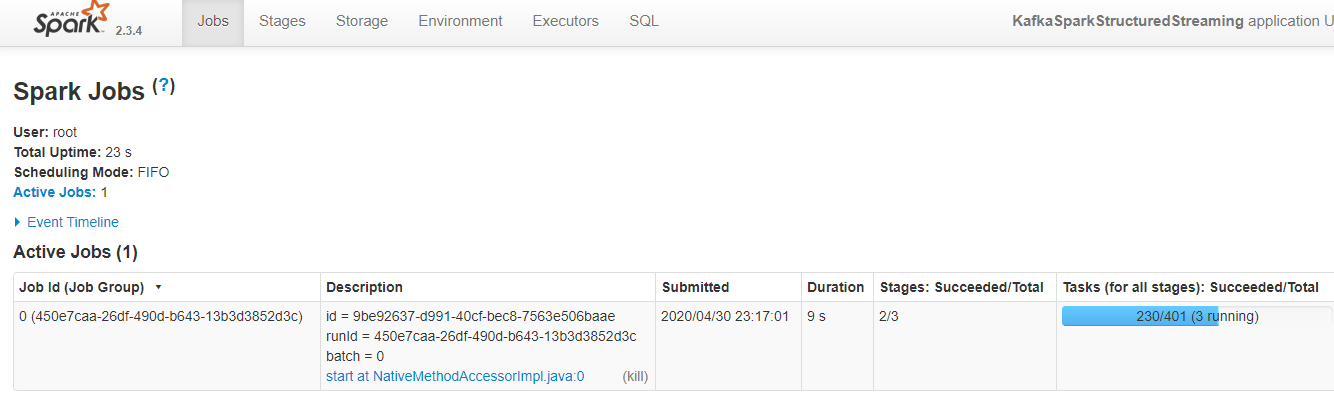 APACHE
Spark 2.3.4 Jobs Stages Storage Environment Executors SQL KafkaSparkStructuredStreaming application U
Spark Jobs (?)
User: root
Total Uptime: 23 s
Scheduling Mode: FIFO
Active Jobs: 1
Event Timeline
Active Jobs (1)
Job Id (Job Group) ▾ Description Submitted Duration Stages: Succeeded/Total Tasks (for all stages): Succeeded/Total
0 (450e7caa-26df-490d-b643-13b3d3852d3c) id = 9be92637-d991-40cf-bec8-7563e506baae 2020/04/30 23:17:01 9 s 2/3 230/401 (3 running)
runId = 450e7caa-26df-490d-b643-13b3d3852d3c
batch = 0
start at NativeMethodAccessorImpl.java:0 (kill)